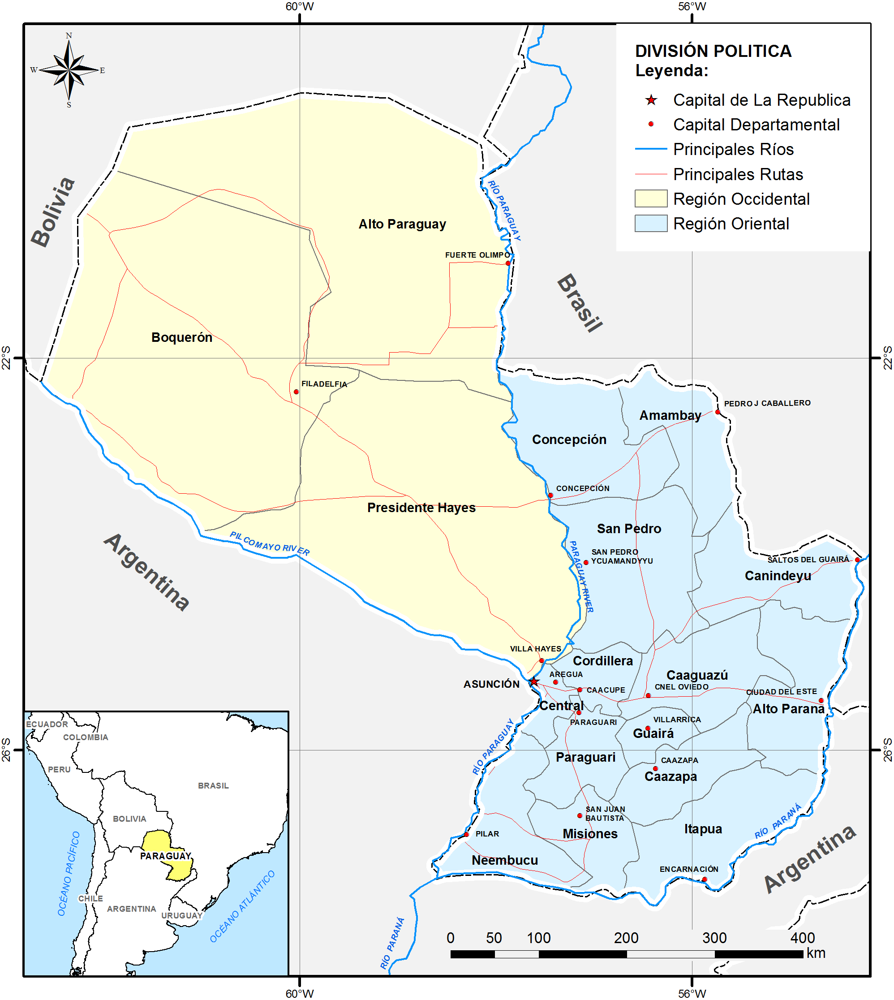 60°W
56°W
N
W
E
S
DIVISIÓN POLITICA
Leyenda:
Capital de La Republica
Capital Departamental
Principales Ríos
Principales Rutas
Región Occidental
Región Oriental
Bolivia
RÍO PARAGUAY
Alto Paraguay
FUERTE OLIMPO
Brasil
Boquerón
22°S
22°S
FILADELFIA
PEDRO J CABALLERO
Amambay
Concepción
CONCEPCIÓN
Presidente Hayes
San Pedro
PILCOMAYO RIVER
Argentina
PARAGUAY RIVER
SAN PEDRO
YCUAMANDYYU
SALTOS DEL GUAIRÁ
Canindeyu
VILLA HAYES
Cordillera
AREGUA
Caaguazú
ASUNCIÓN
CAACUPE
CNEL OVIEDO
CIUDAD DEL ESTE
Central
Alto Parana
PARAGUARI
VILLARRICA
Guairá
RÍO PARAGUAY
26°S
26°S
Paraguari
CAAZAPA
Caazapa
SAN JUAN
BAUTISTA
Misiones
Itapua
RÍO PARANÁ
PILAR
Neembucu
ENCARNACIÓN
Argentina
RÍO PARANÁ
ECUADOR
COLOMBIA
PERU
BRASIL
BOLIVIA
PARAGUAY
OCÉANO PACÍFICO
CHILE
ARGENTINA
URUGUAY
OCÉANO ATLÁNTICO
0 50 100 200 300 400
km
60°W
56°W